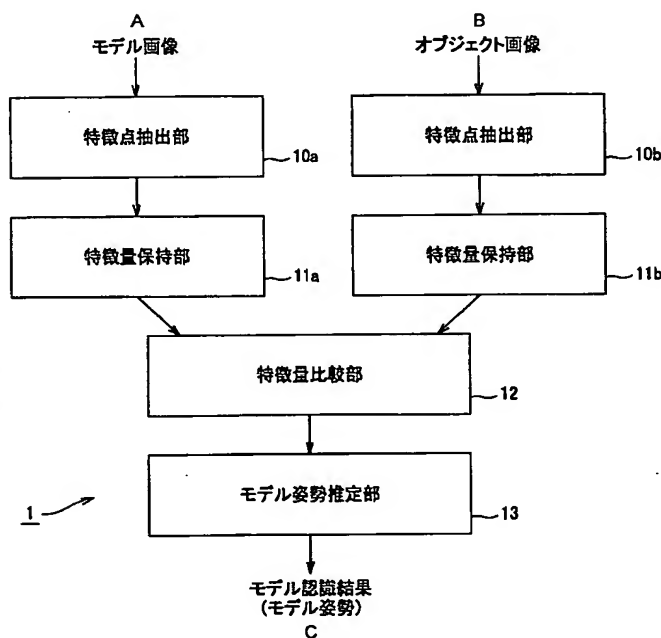 A
モデル画像
B
オブジェクト画像
特徴点抽出部
10a
特徴点抽出部
10b
特徴量保持部
11a
特徴量保持部
11b
特徴量比較部
12
モデル姿勢推定部
13
1
モデル認識結果
(モデル姿勢)
C